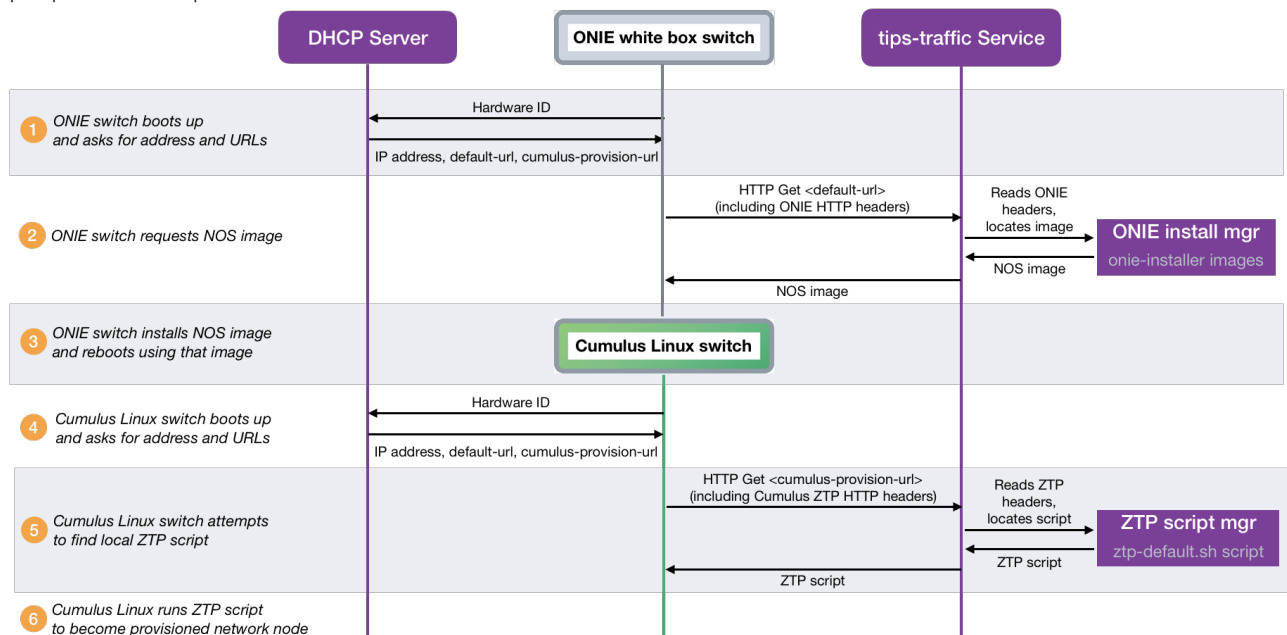 DHCP Server
ONIE white box switch
tips-traffic Service
1
ONIE switch boots up
and asks for address and URLs
Hardware ID
IP address, default-url, cumulus-provision-url
2
ONIE switch requests NOS image
HTTP Get <default-url>
(including ONIE HTTP headers)
Reads ONIE
headers,
locates image
ONIE install mgr
onie-installer images
NOS image
NOS image
3
ONIE switch installs NOS image
and reboots using that image
Cumulus Linux switch
4
Cumulus Linux switch boots up
and asks for address and URLs
Hardware ID
IP address, default-url, cumulus-provision-url
5
Cumulus Linux switch attempts
to find local ZTP script
HTTP Get <cumulus-provision-url>
(including Cumulus ZTP HTTP headers)
Reads ZTP
headers,
locates script
ZTP script mgr
ztp-default.sh script
ZTP script
ZTP script
6
Cumulus Linux runs ZTP script
to become provisioned network node